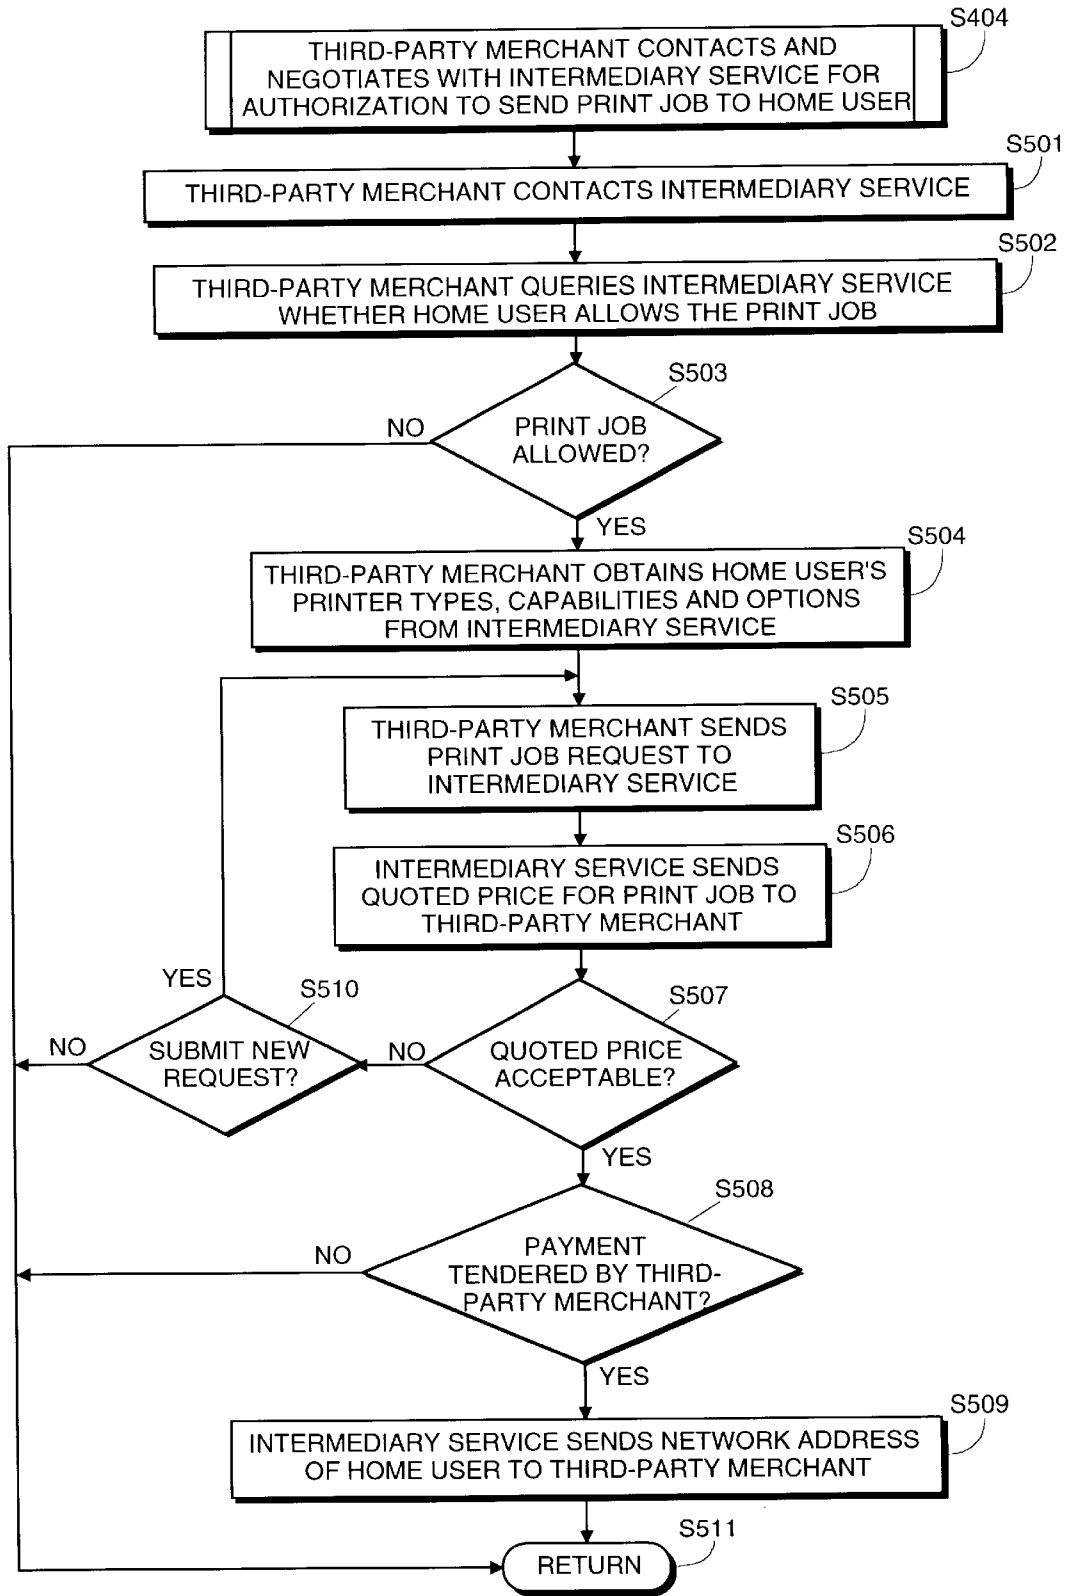 S404
THIRD-PARTY MERCHANT CONTACTS AND
NEGOTIATES WITH INTERMEDIARY SERVICE FOR
AUTHORIZATION TO SEND PRINT JOB TO HOME USER
S501
THIRD-PARTY MERCHANT CONTACTS INTERMEDIARY SERVICE
S502
THIRD-PARTY MERCHANT QUERIES INTERMEDIARY SERVICE
WHETHER HOME USER ALLOWS THE PRINT JOB
S503
NO
PRINT JOB
ALLOWED?
YES
S504
THIRD-PARTY MERCHANT OBTAINS HOME USER'S
PRINTER TYPES, CAPABILITIES AND OPTIONS
FROM INTERMEDIARY SERVICE
S505
THIRD-PARTY MERCHANT SENDS
PRINT JOB REQUEST TO
INTERMEDIARY SERVICE
S506
INTERMEDIARY SERVICE SENDS
QUOTED PRICE FOR PRINT JOB TO
THIRD-PARTY MERCHANT
YES
S510
S507
NO
SUBMIT NEW
REQUEST?
NO
QUOTED PRICE
ACCEPTABLE?
YES
S508
NO
PAYMENT
TENDERED BY THIRD-
PARTY MERCHANT?
YES
S509
INTERMEDIARY SERVICE SENDS NETWORK ADDRESS
OF HOME USER TO THIRD-PARTY MERCHANT
S511
RETURN